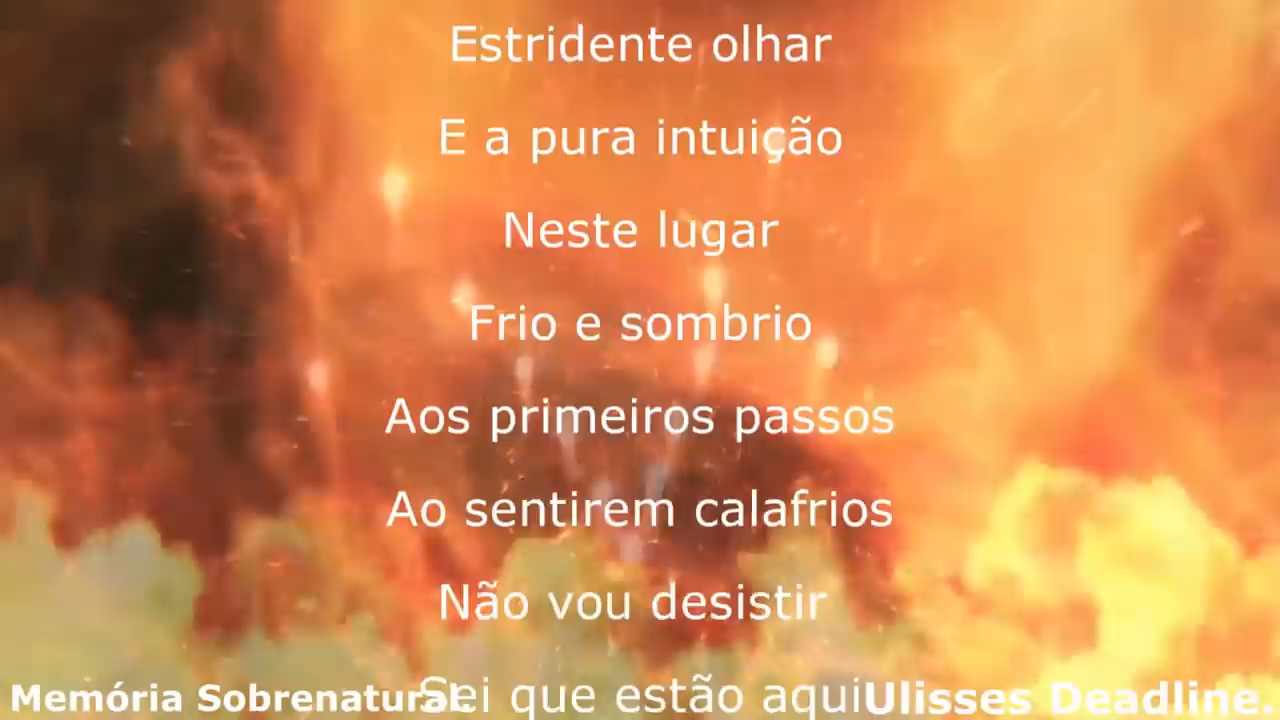 Estridente olhar
E a pura intuição
Neste lugar
Frio e sombrio
Aos primeiros passos
Ao sentirem calafrios
Não vou desistir
Sei que estão aqui
Memória Sobrenatural.
Ulisses Deadline.